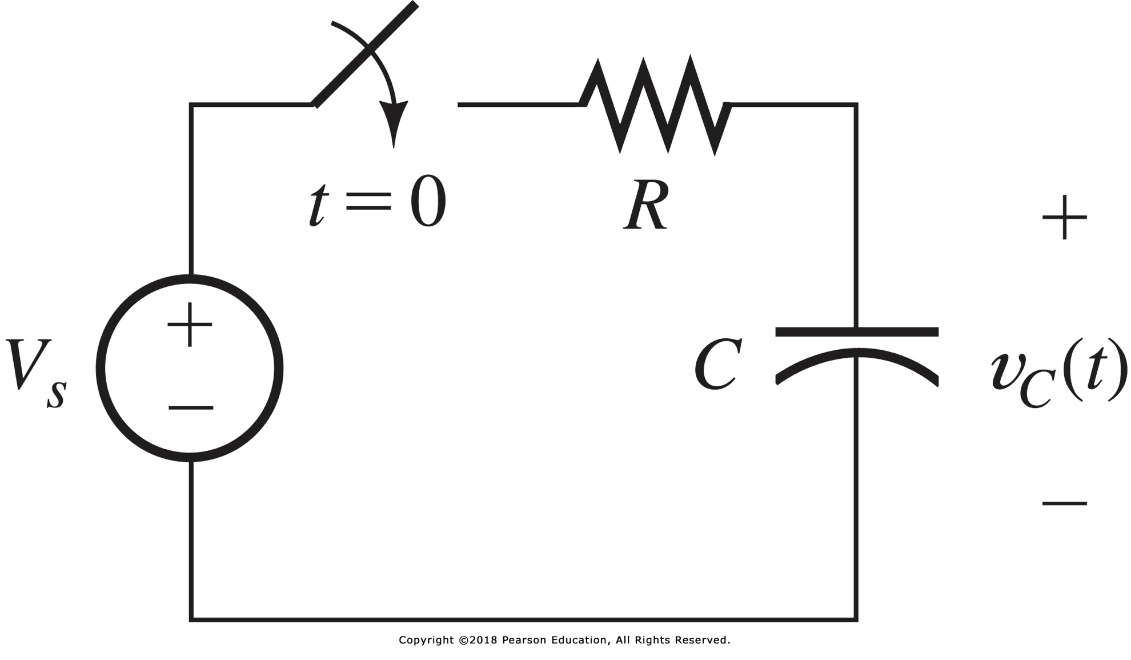 t = 0
R
+
V_s
+
−
C
v_C(t)
−
Copyright ©2018 Pearson Education, All Rights Reserved.